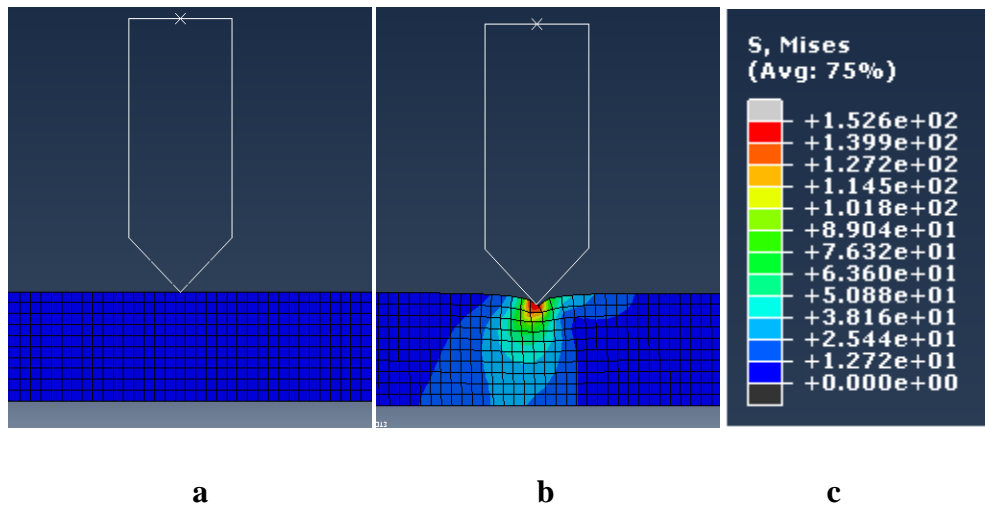 S, Mises
(Avg: 75%)
+1.526e+02
+1.399e+02
+1.272e+02
+1.145e+02
+1.018e+02
+8.904e+01
+7.632e+01
+6.360e+01
+5.088e+01
+3.816e+01
+2.544e+01
+1.272e+01
+0.000e+00
a b c